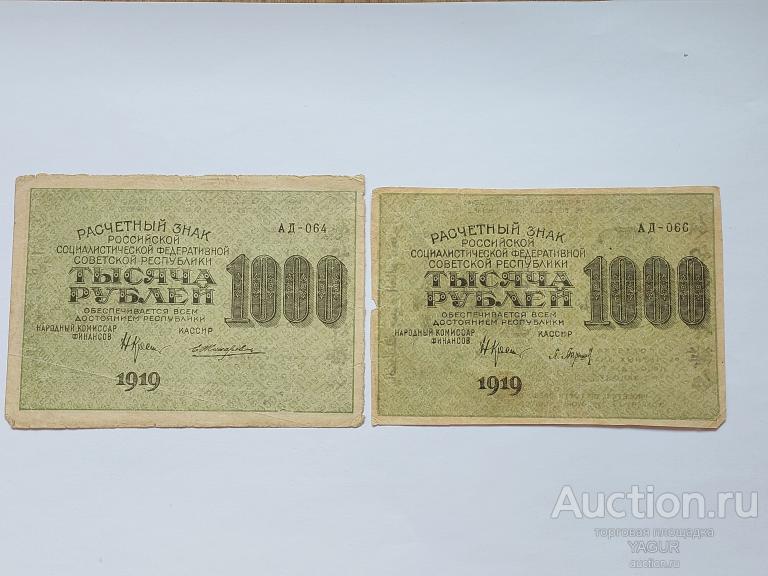 АД-064
РАСЧЕТНЫЙ ЗНАК
РОССИЙСКОЙ
СОЦИАЛИСТИЧЕСКОЙ ФЕДЕРАТИВНОЙ
СОВЕТСКОЙ РЕСПУБЛИКИ
ТЫСЯЧА
РУБЛЕЙ
1000
ОБЕСПЕЧИВАЕТСЯ ВСЕМ
ДОСТОЯНИЕМ РЕСПУБЛИКИ
НАРОДНЫЙ КОМИССАР
ФИНАНСОВ
КАССИР
1919
АД-066
РАСЧЕТНЫЙ ЗНАК
РОССИЙСКОЙ
СОЦИАЛИСТИЧЕСКОЙ ФЕДЕРАТИВНОЙ
СОВЕТСКОЙ РЕСПУБЛИКИ
ТЫСЯЧА
РУБЛЕЙ
1000
ОБЕСПЕЧИВАЕТСЯ ВСЕМ
ДОСТОЯНИЕМ РЕСПУБЛИКИ
НАРОДНЫЙ КОМИССАР
ФИНАНСОВ
КАССИР
1919
Auction.ru
торговая площадка
YAGUR
auction.ru